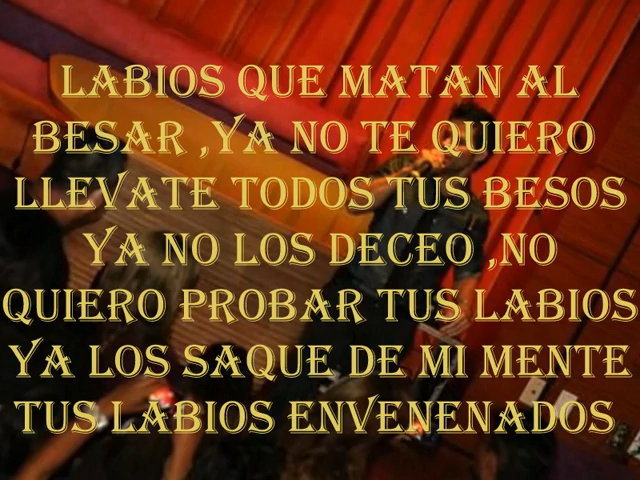 LABIOS QUE MATAN AL
BESAR ,YA NO TE QUIERO
LLEVATE TODOS TUS BESOS
YA NO LOS DECEO ,NO
QUIERO PROBAR TUS LABIOS
YA LOS SAQUE DE MI MENTE
TUS LABIOS ENVENENADOS